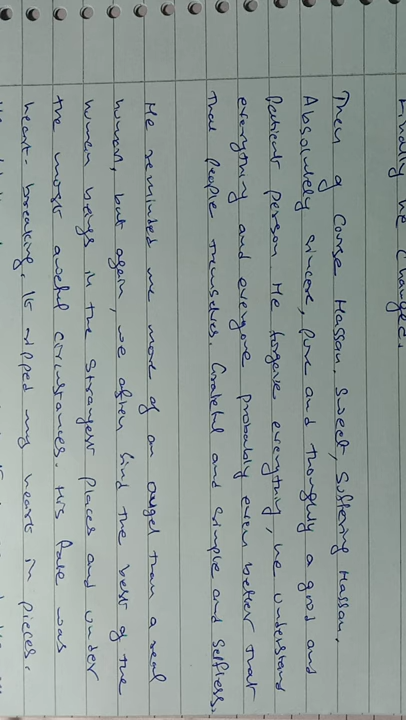 Finally he changed.
Then of course Hassan. Sweet, Suffering Hassan.
Absolutely sincere, pure and thoroughly a good and
patient person. He forgave everything, he understand
everything and everyone probably even better that
that people themselves. Grateful and simple and selfless.
He reminded me more of an angel than a real
human, but again, we often find the best of the
human beings in the strangest places and under
the most awful circumstances. His fate was
heart-breaking. It ripped my heart in pieces.